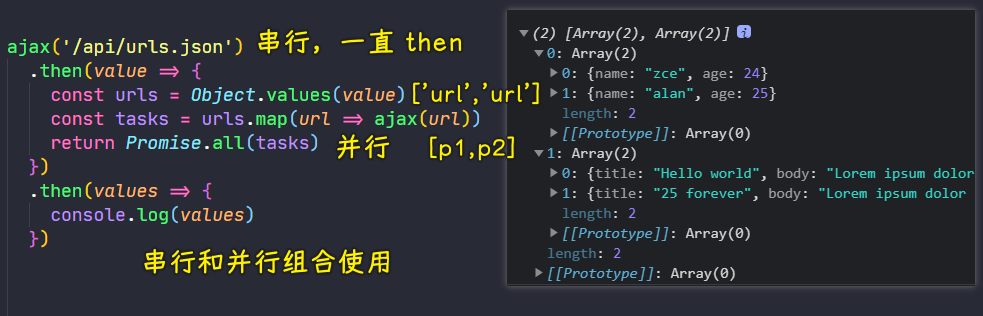 ajax('/api/urls.json') 串行，一直 then
.then(value => {
const urls = Object.values(value) ['url','url']
const tasks = urls.map(url => ajax(url))
return Promise.all(tasks) 并行 [p1,p2]
})
.then(values => {
console.log(values)
})
串行和并行组合使用
▼(2) [Array(2), Array(2)] i
▼0: Array(2)
▶0: {name: "zce", age: 24}
▶1: {name: "alan", age: 25}
length: 2
▶[[Prototype]]: Array(0)
▼1: Array(2)
▶0: {title: "Hello world", body: "Lorem ipsum dolor
▶1: {title: "25 forever", body: "Lorem ipsum dolor
length: 2
▶[[Prototype]]: Array(0)
length: 2
▶[[Prototype]]: Array(0)